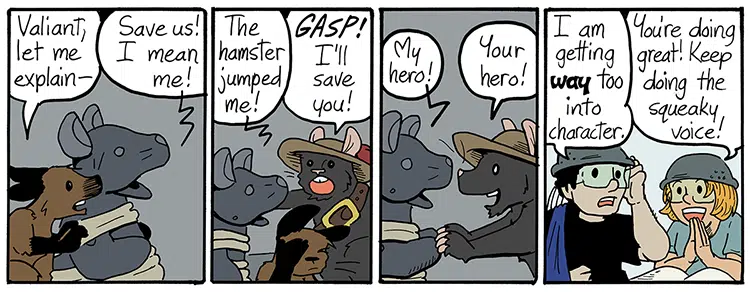 Valiant,
let me
explain—
Save us!
I mean
me!
The
hamster
jumped
me!
GASP!
I'll
save
you!
My
hero!
Your
hero!
I am
getting
way too
into
character.
You're doing
great! Keep
doing the
squeaky
voice!